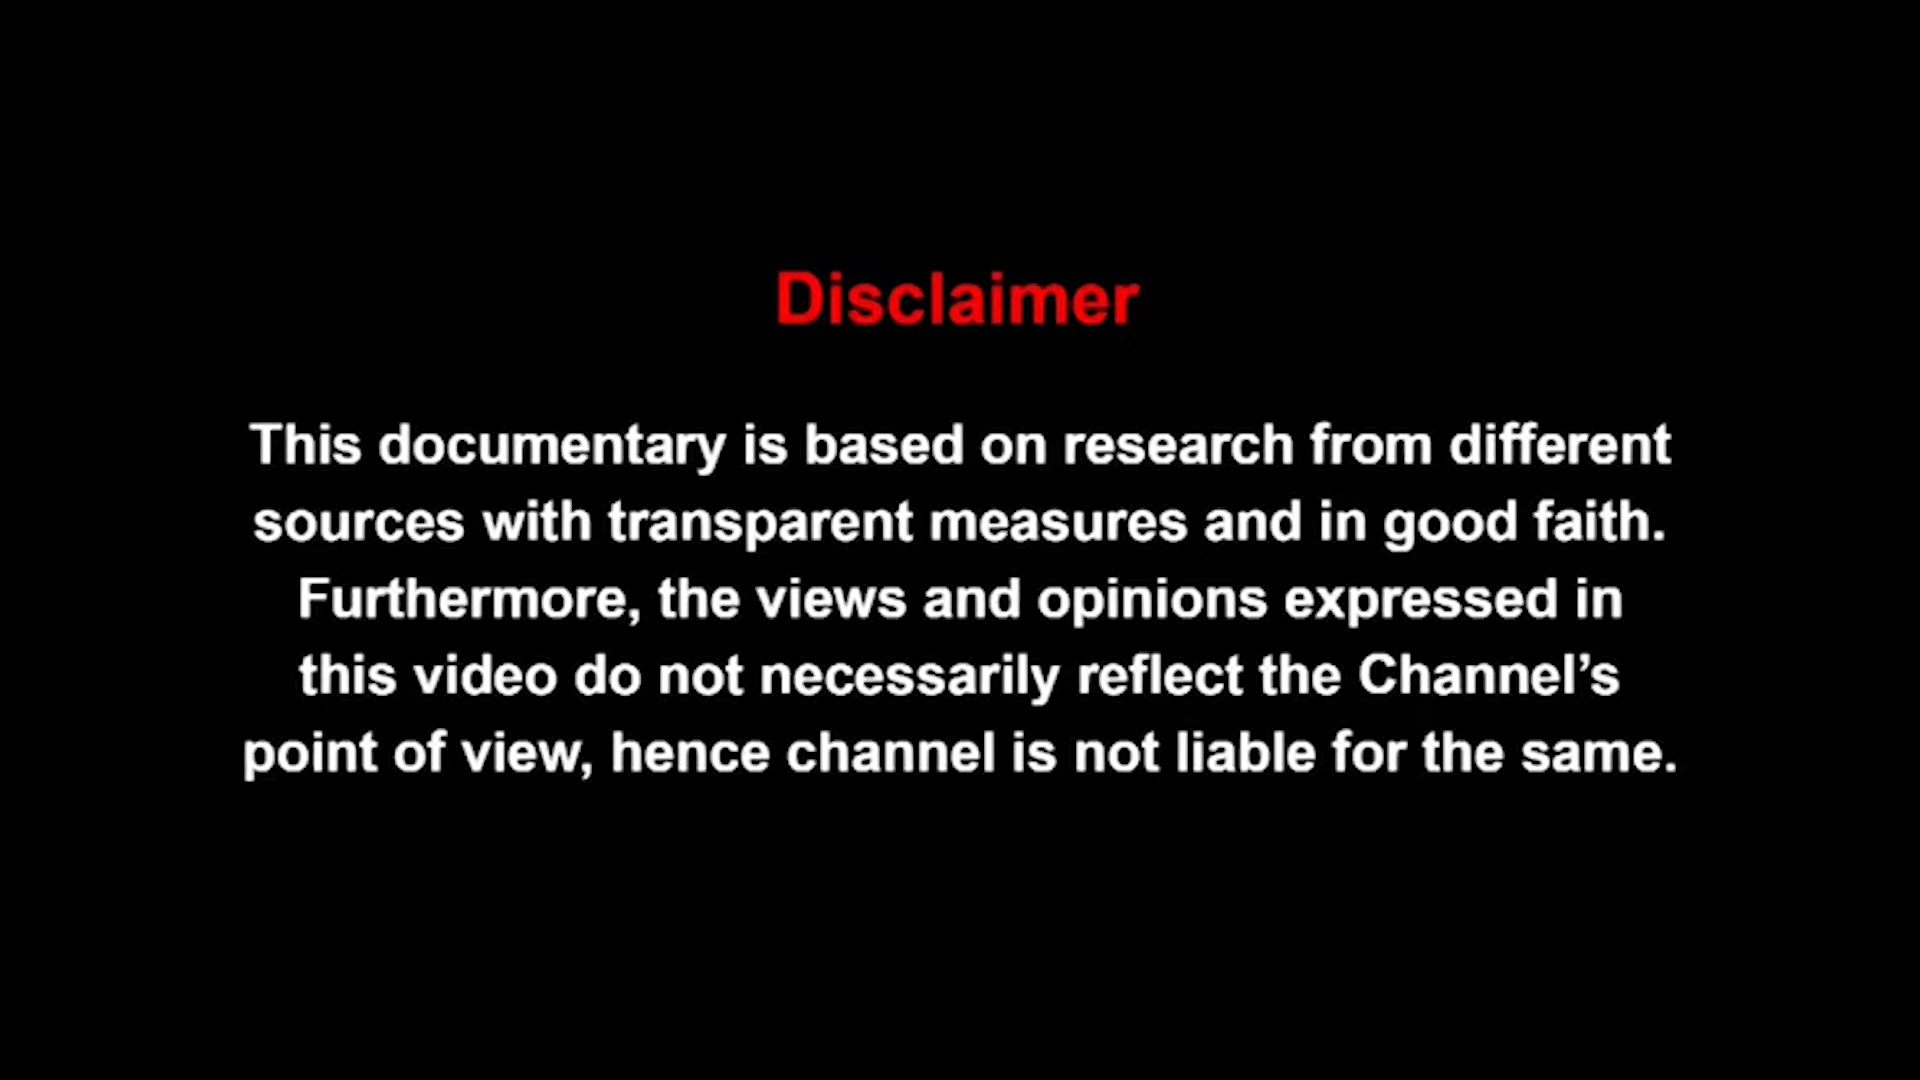 Disclaimer
This documentary is based on research from different
sources with transparent measures and in good faith.
Furthermore, the views and opinions expressed in
this video do not necessarily reflect the Channel’s
point of view, hence channel is not liable for the same.